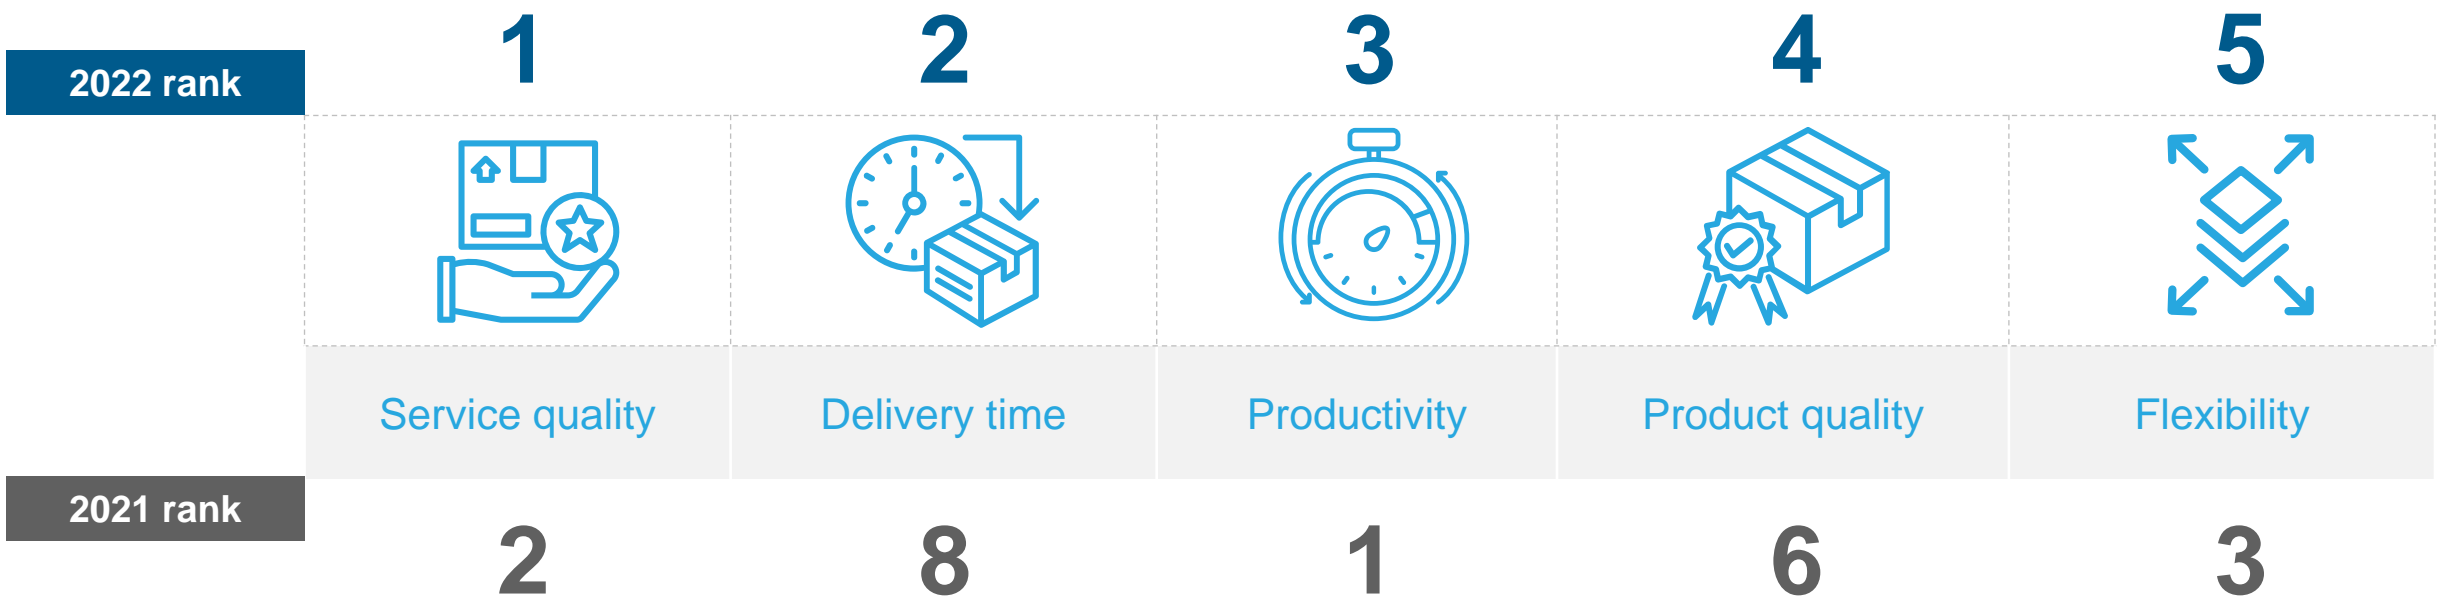 1 2 3 4 5
2022 rank
Service quality Delivery time Productivity Product quality Flexibility
2021 rank
2 8 1 6 3